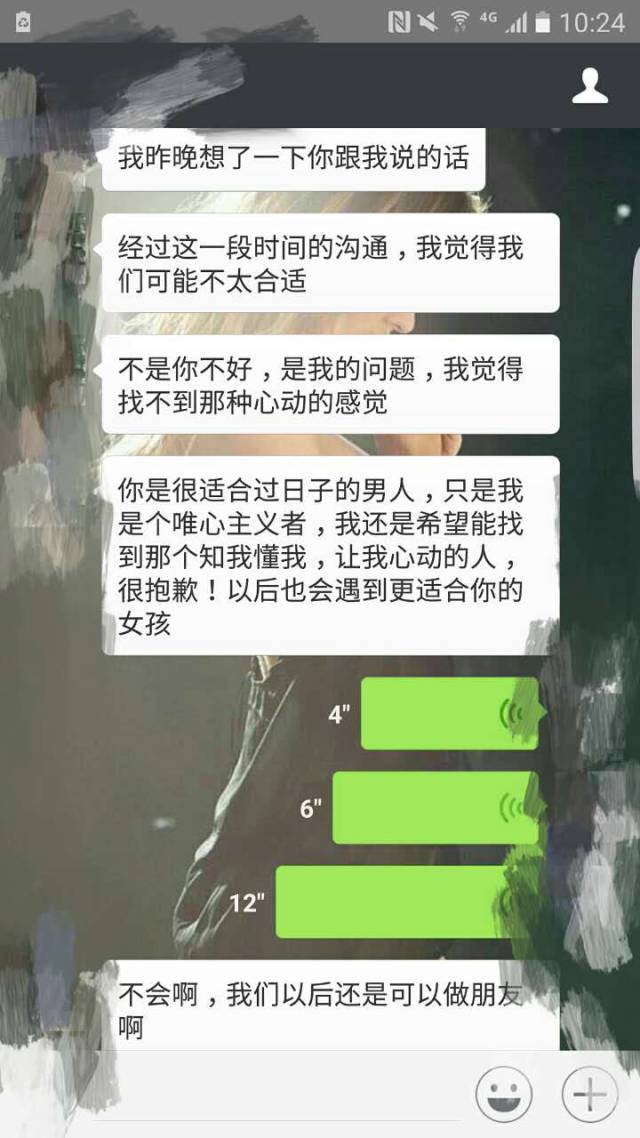 4G 10:24
我昨晚想了一下你跟我说的话
经过这一段时间的沟通，我觉得我
们可能不太合适
不是你不好，是我的问题，我觉得
找不到那种心动的感觉
你是很适合过日子的男人，只是我
是个唯心主义者，我还是希望能找
到那个知我懂我，让我心动的人，
很抱歉！以后也会遇到更适合你的
女孩
4"
6"
12"
不会啊，我们以后还是可以做朋友
啊